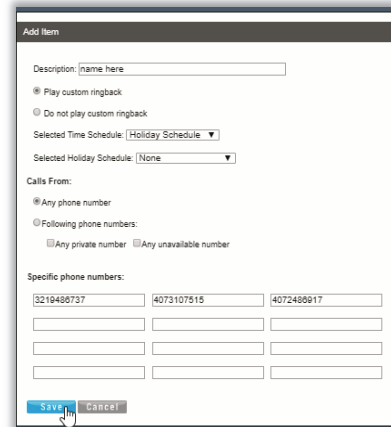 Add Item
Description: name here
Play custom ringback
Do not play custom ringback
Selected Time Schedule: Holiday Schedule ▼
Selected Holiday Schedule: None ▼
Calls From:
Any phone number
Following phone numbers:
Any private number Any unavailable number
Specific phone numbers:
3219486737 4073107515 4072486917
Save Cancel